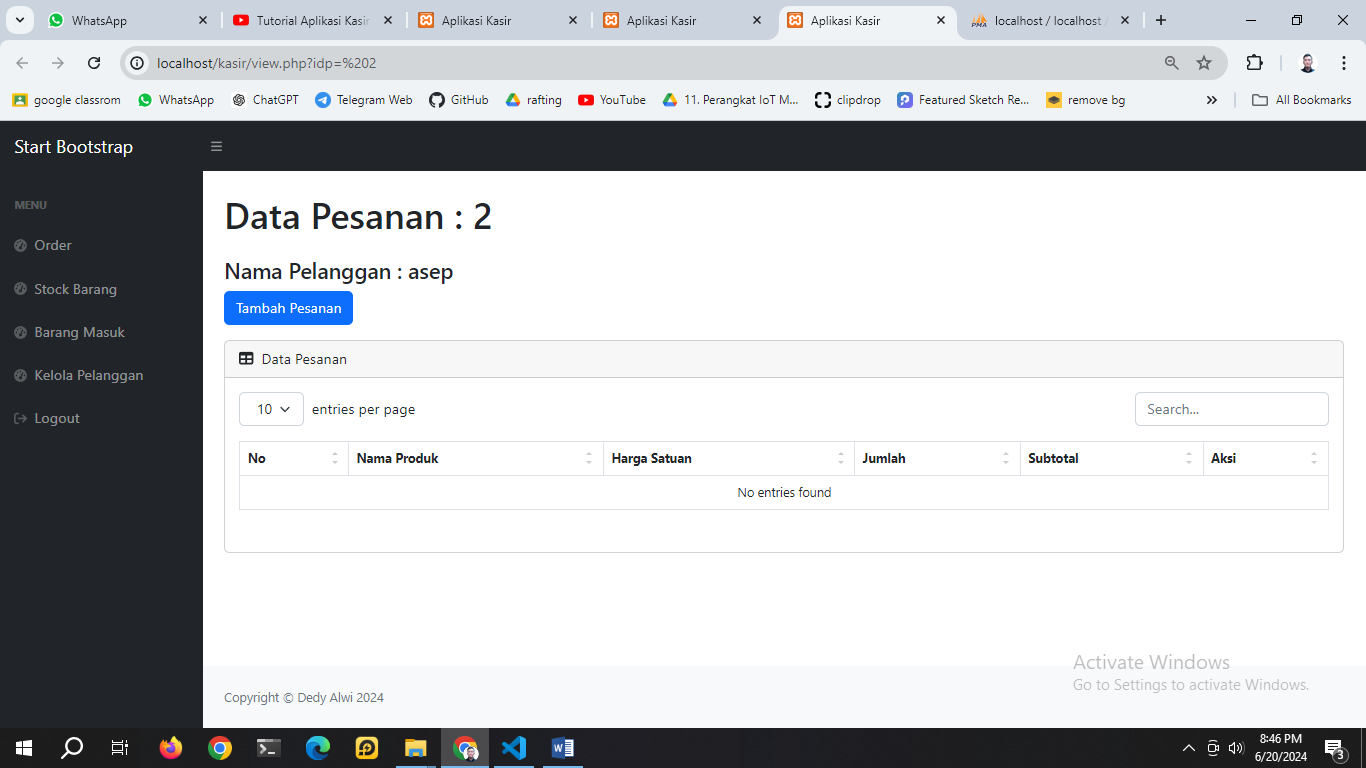 WhatsApp
Tutorial Aplikasi Kasir
Aplikasi Kasir
Aplikasi Kasir
Aplikasi Kasir
localhost / localhost /
localhost/kasir/view.php?idp=%202
google classrom
WhatsApp
ChatGPT
Telegram Web
GitHub
rafting
YouTube
11. Perangkat IoT M...
clipdrop
Featured Sketch Re...
remove bg
All Bookmarks
Start Bootstrap
MENU
Order
Stock Barang
Barang Masuk
Kelola Pelanggan
Logout
Data Pesanan : 2
Nama Pelanggan : asep
Tambah Pesanan
Data Pesanan
10 entries per page
Search...
No Nama Produk Harga Satuan Jumlah Subtotal Aksi
No entries found
Activate Windows
Go to Settings to activate Windows.
Copyright © Dedy Alwi 2024
8:46 PM
6/20/2024
3